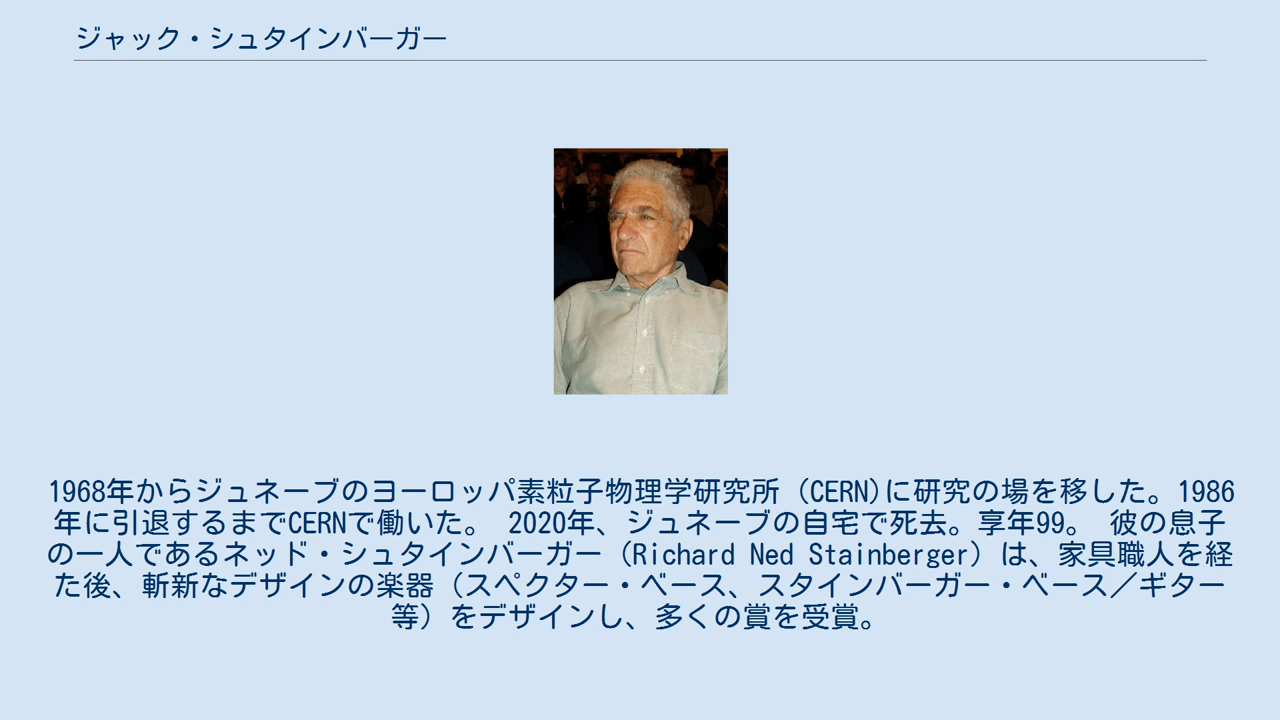 ジャック・シュタインバーガー
1968年からジュネーブのヨーロッパ素粒子物理学研究所（CERN)に研究の場を移した。1986
年に引退するまでCERNで働いた。 2020年、ジュネーブの自宅で死去。享年99。 彼の息子
の一人であるネッド・シュタインバーガー（Richard Ned Stainberger）は、家具職人を経
た後、斬新なデザインの楽器（スペクター・ベース、スタインバーガー・ベース／ギター
等）をデザインし、多くの賞を受賞。